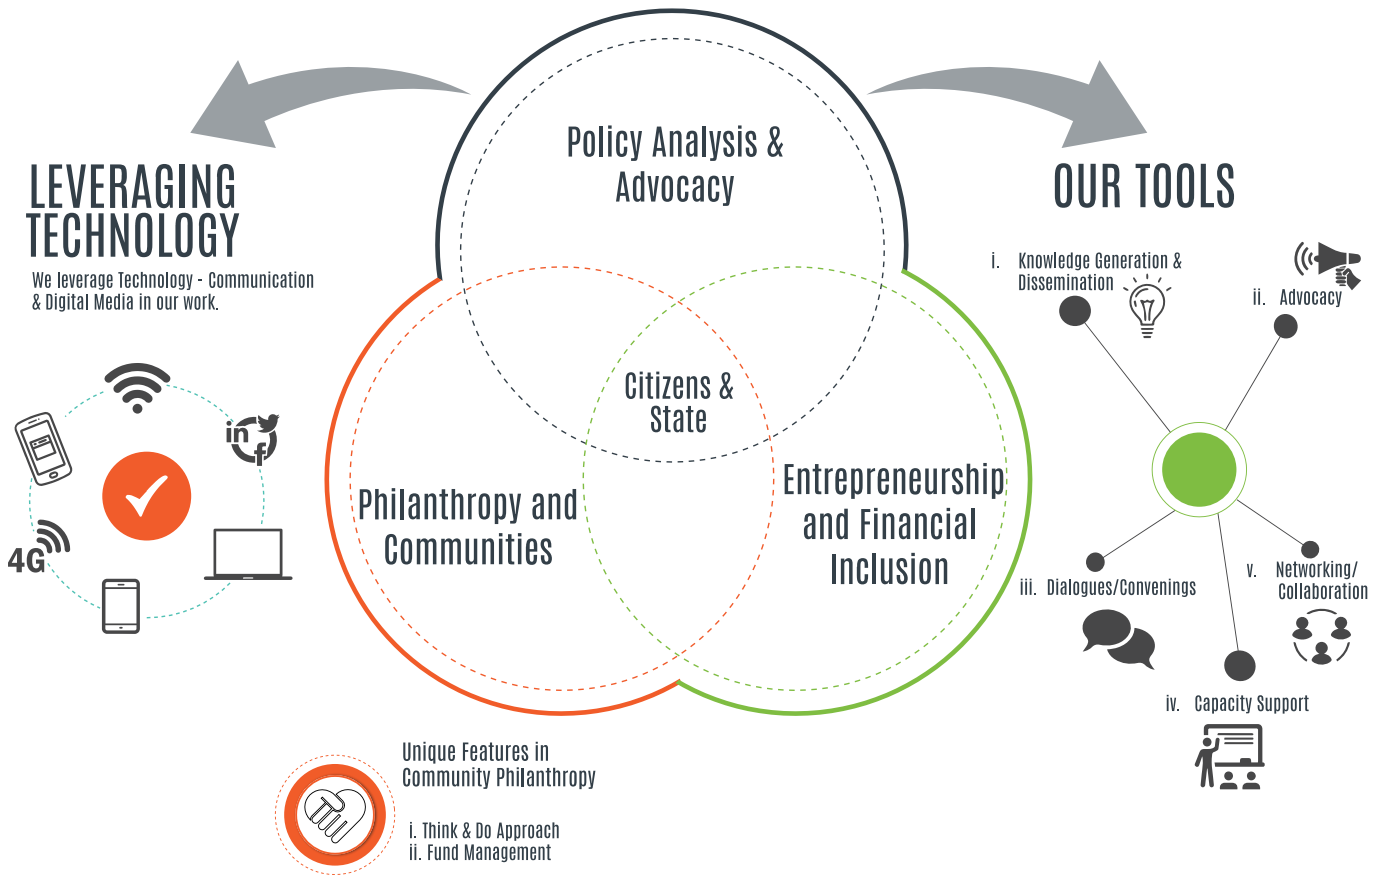 Policy Analysis &
Advocacy
LEVERAGING
TECHNOLOGY
We leverage Technology - Communication
& Digital Media in our work.
in
f
4G
Citizens &
State
Philanthropy and
Communities
Entrepreneurship
and Financial
Inclusion
OUR TOOLS
i. Knowledge Generation &
Dissemination
ii. Advocacy
iii. Dialogues/Convenings
v. Networking/
Collaboration
iv. Capacity Support
Unique Features in
Community Philanthropy
i. Think & Do Approach
ii. Fund Management